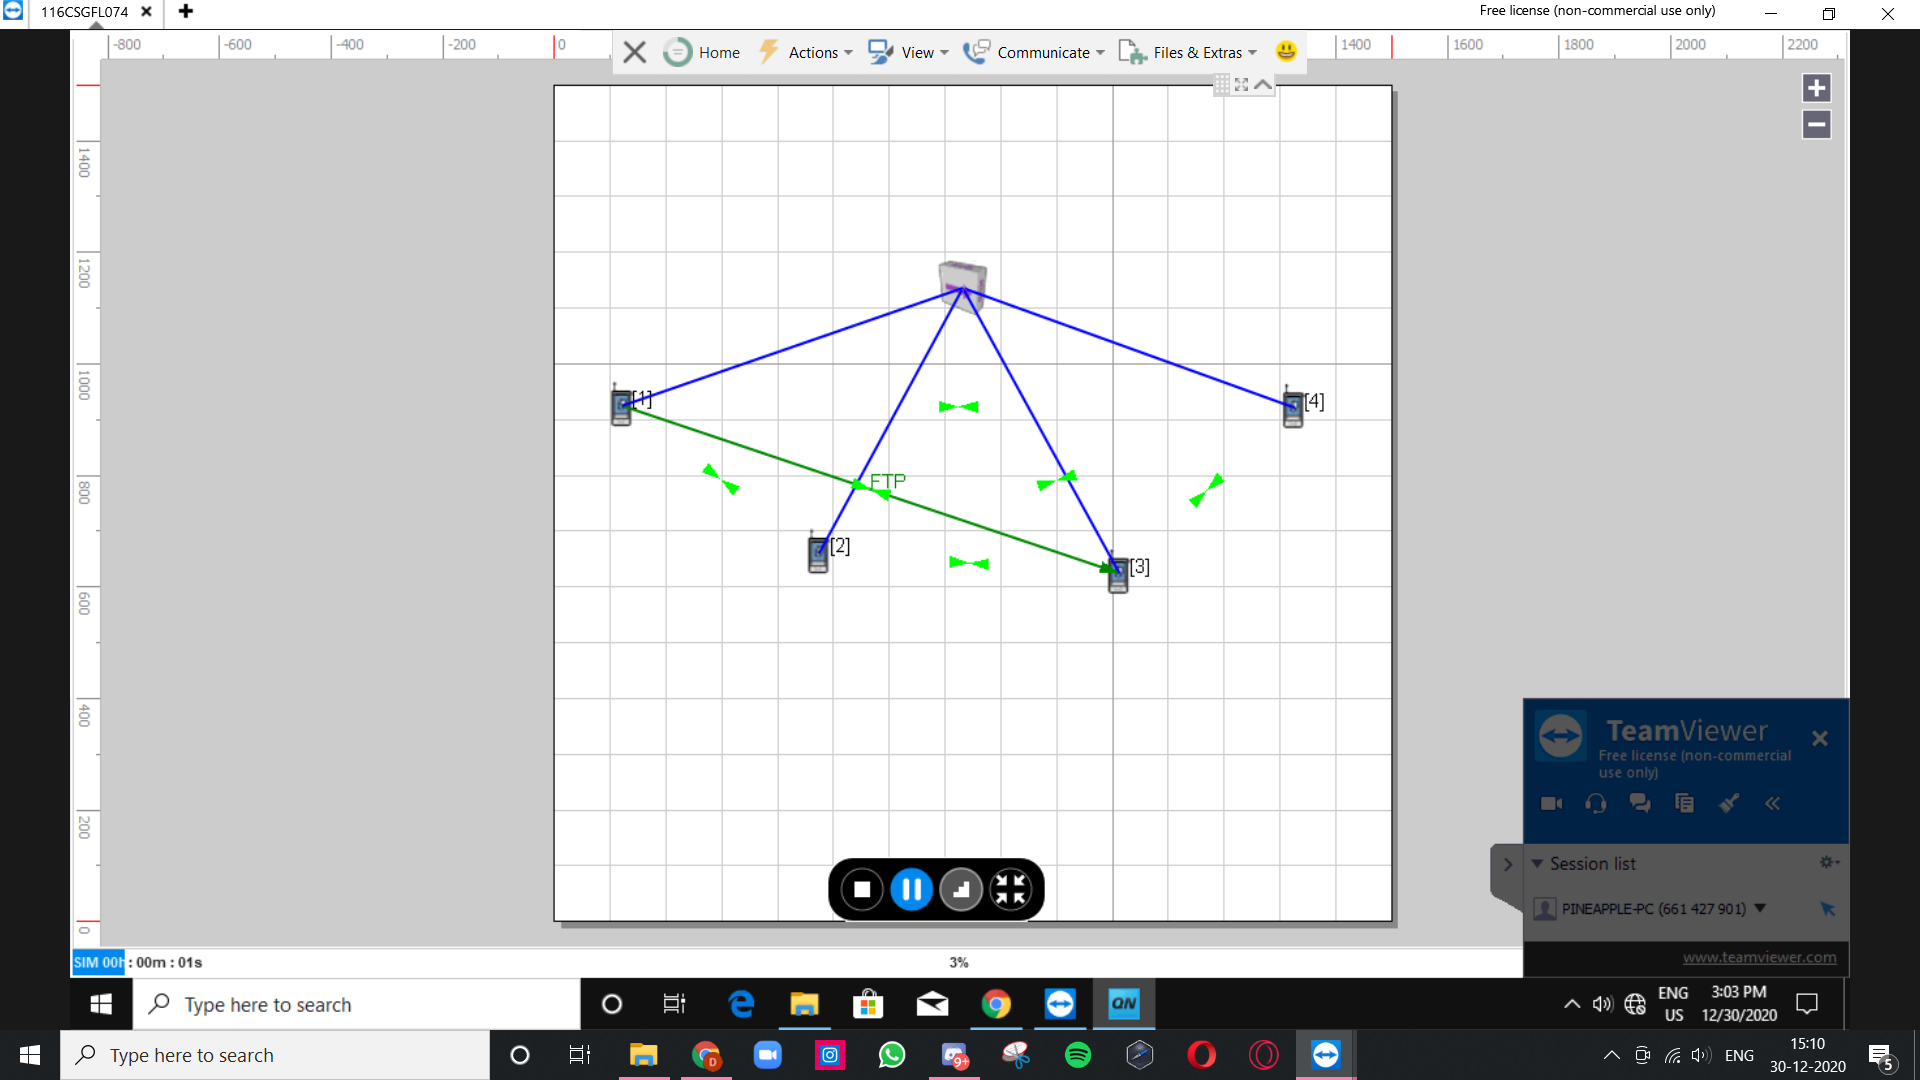 116CSGFL074
Free license (non-commercial use only)
-800 -600 -400 -200 0 1400 1600 1800 2000 2200
Home Actions View Communicate Files & Extras
1400
1200
1000
800
600
400
200
0
[1]
[4]
FTP
[2]
[3]
TeamViewer
Free license (non-commercial
use only)
Session list
PINEAPPLE-PC (661 427 901)
www.teamviewer.com
SIM 00h : 00m : 01s
3%
Type here to search
QN
ENG
US
3:03 PM
12/30/2020
Type here to search
D
9+
ENG
15:10
30-12-2020
5